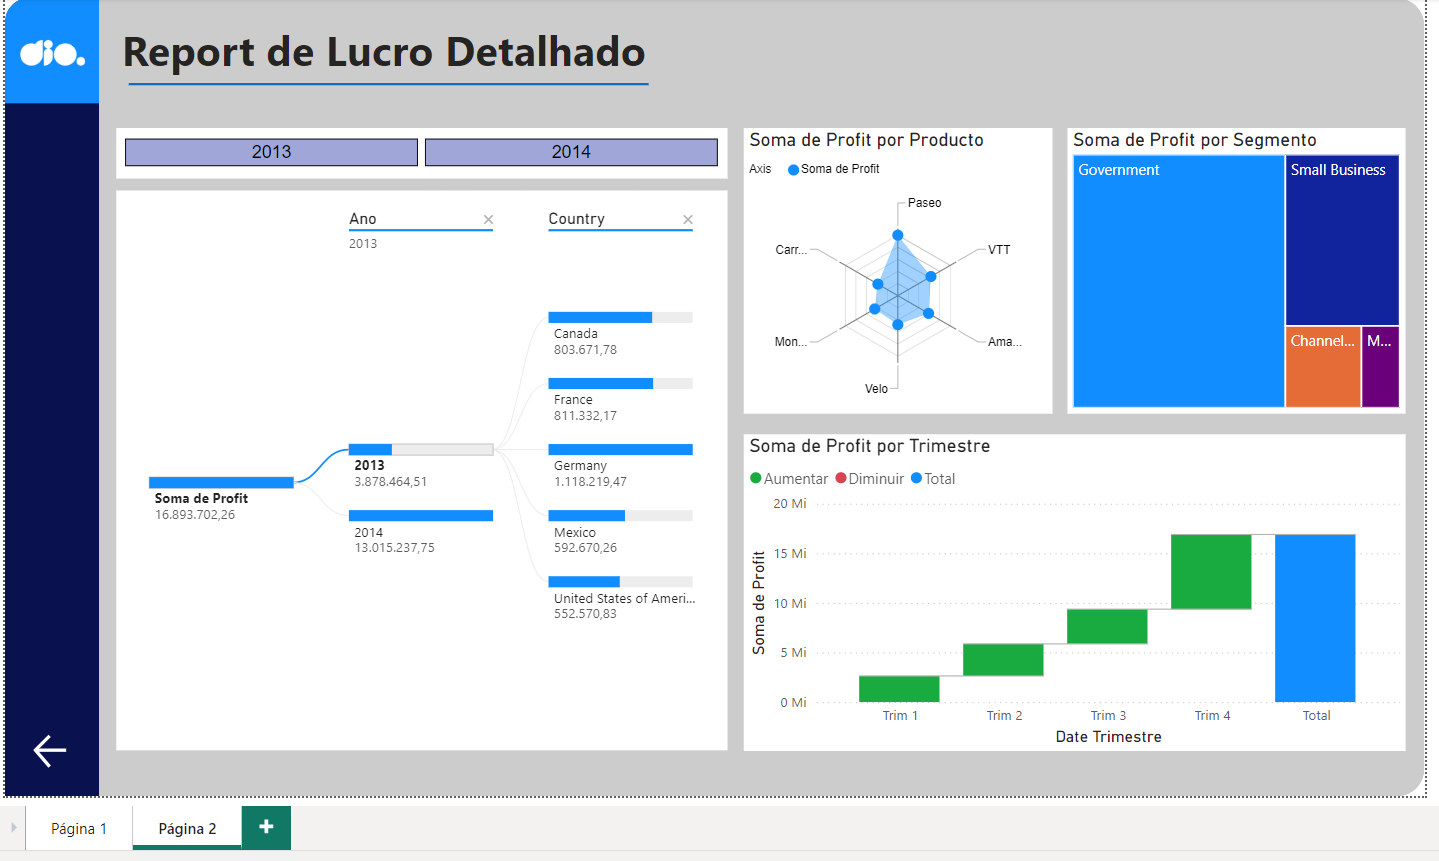 dio.
Report de Lucro Detalhado
2013
2014
Ano
2013
Country
Soma de Profit
16.893.702,26
2013
3.878.464,51
2014
13.015.237,75
Canada
803.671,78
France
811.332,17
Germany
1.118.219,47
Mexico
592.670,26
United States of Ameri...
552.570,83
Soma de Profit por Producto
Axis
Soma de Profit
Paseo
VTT
Ama...
Velo
Mon...
Carr...
Soma de Profit por Segmento
Government
Small Business
Channel...
M...
Soma de Profit por Trimestre
Aumentar
Diminuir
Total
Soma de Profit
20 Mi
15 Mi
10 Mi
5 Mi
0 Mi
Trim 1
Trim 2
Trim 3
Trim 4
Total
Date Trimestre
Página 1
Página 2